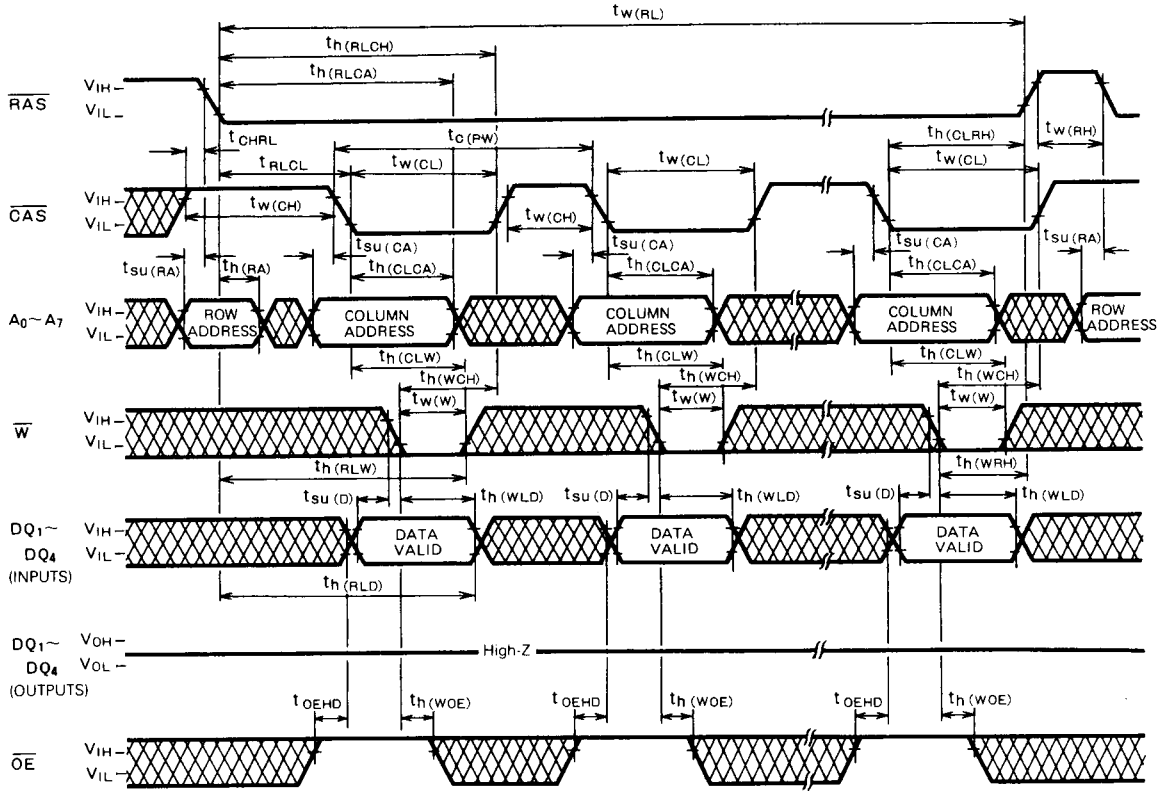 tw(RL)
th(RLCH)
th(RLCA)
RAS
VIH
VIL
tCHRL
tC(PW)
th(CLRH)
tw(RH)
tRLCL
tw(CL)
tw(CL)
tw(CL)
CAS
VIH
VIL
tw(CH)
tw(CH)
tsu(RA)
th(RA)
tsu(CA)
th(CLCA)
tsu(CA)
th(CLCA)
tsu(CA)
th(CLCA)
tsu(RA)
A0~A7
VIH
VIL
ROW ADDRESS
COLUMN ADDRESS
COLUMN ADDRESS
COLUMN ADDRESS
ROW ADDRESS
th(CLW)
th(CLW)
th(CLW)
th(WCH)
th(WCH)
th(WCH)
tw(W)
tw(W)
tw(W)
W
VIH
VIL
th(RLW)
th(WRH)
tsu(D)
th(WLD)
tsu(D)
th(WLD)
tsu(D)
th(WLD)
DQ1~
DQ4
(INPUTS)
VIH
VIL
DATA VALID
DATA VALID
DATA VALID
th(RLD)
DQ1~
DQ4
(OUTPUTS)
VOH
VOL
High-Z
tOEHD
th(WOE)
tOEHD
th(WOE)
tOEHD
th(WOE)
OE
VIH
VIL